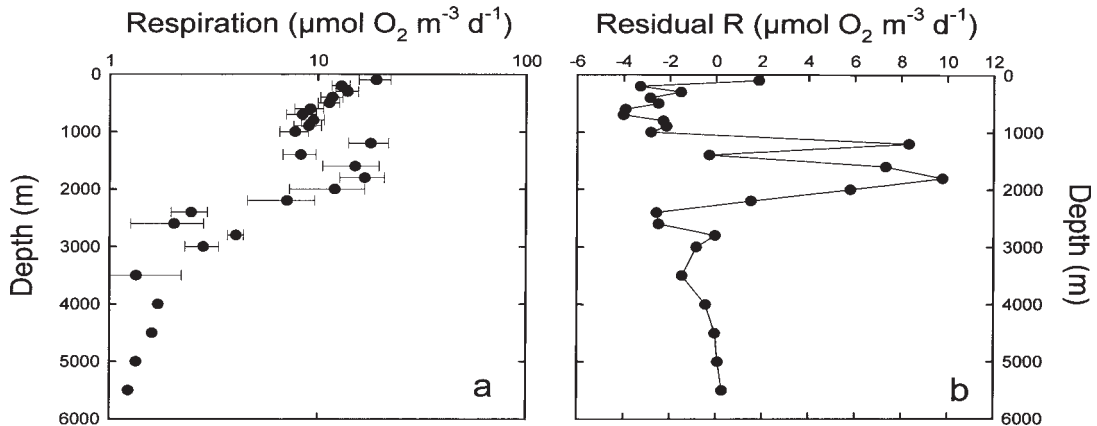 Respiration (µmol O₂ m⁻³ d⁻¹)
1 10 100
0
1000
2000
3000
4000
5000
6000
Depth (m)
a
Residual R (µmol O₂ m⁻³ d⁻¹)
-6 -4 -2 0 2 4 6 8 10 12
0
1000
2000
3000
4000
5000
6000
Depth (m)
b